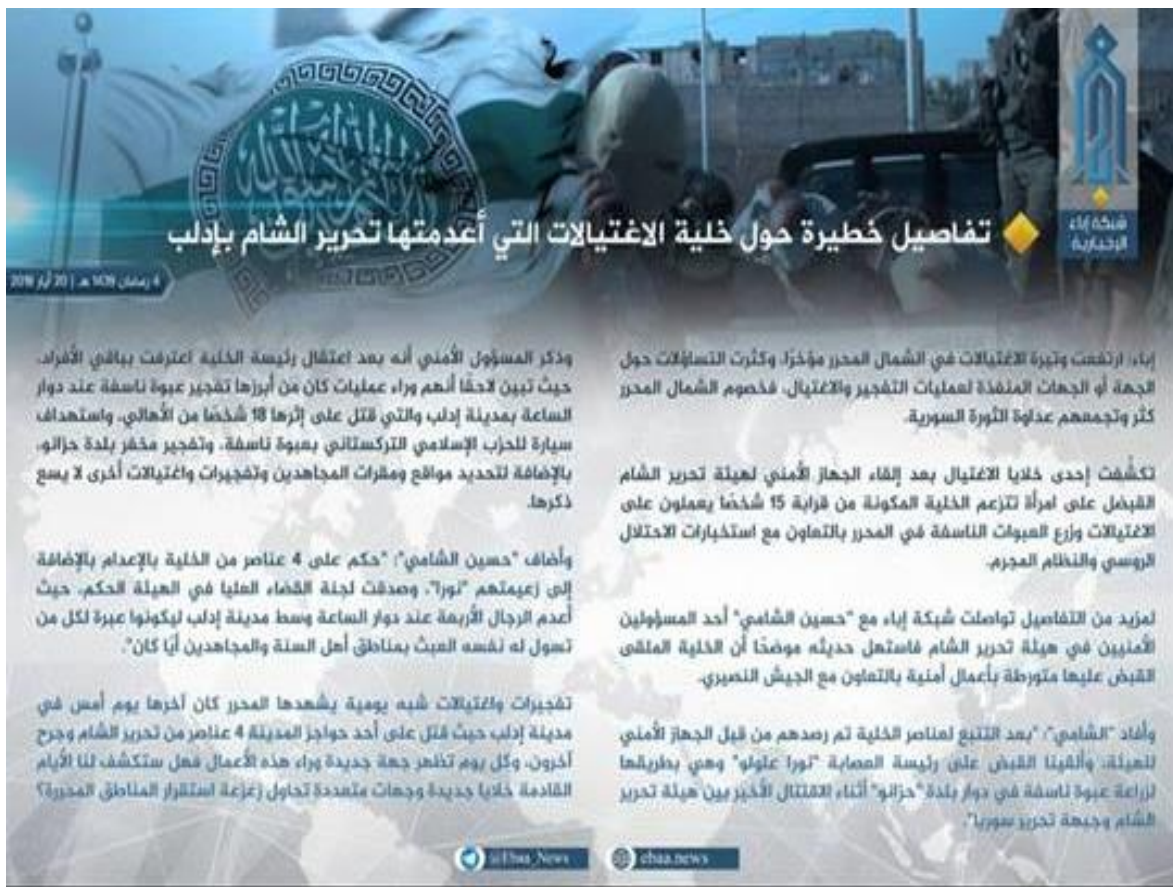 شبكة إباء
الإخبارية
تفاصيل خطيرة حول خلية الاغتيالات التي أعدمتها تحرير الشام بإدلب
4 رمضان 1439 هـ | 20 أيار 2018
إباء: ارتفعت وتيرة الاغتيالات في الشمال المحرر مؤخرًا، وكثرت التساؤلات حول
الجهة أو الجهات المنفذة لعمليات التفجير والاغتيال، فخصوم الشمال المحرر
كثر وتجمعهم عداوة الثورة السورية.
تكشّفت إحدى خلايا الاغتيال بعد إلقاء الجهاز الأمني لهيئة تحرير الشام
القبضل على امرأة تتزعم الخلية المكونة من قرابة 15 شخصًا يعملون على
الاغتيالات وزرع العبوات الناسفة في المحرر بالتعاون مع استخبارات الاحتلال
الروسي والنظام المجرم.
لمزيد من التفاصيل تواصلت شبكة إباء مع "حسين الشامي" أحد المسؤولين
الأمنيين في هيئة تحرير الشام فاستهل حديثه موضحًا أن الخلية الملقى
القبض عليها متورطة بأعمال أمنية بالتعاون مع الجيش النصيري.
وأفاد "الشامي": "بعد التتبع لعناصر الخلية تم رصدهم من قبل الجهاز الأمني
للهيئة، وألقينا القبض على رئيسة العصابة "نورا علولو" وهي بطريقها
لزراعة عبوة ناسفة في دوار بلدة "حزانو" أثناء الاقتتال الأخير بين هيئة تحرير
الشام وجبهة تحرير سوريا".
وذكر المسؤول الأمني أنه بعد اعتقال رئيسة الخلية اعترفت بباقي الأفراد،
حيث تبين لاحقًا أنهم وراء عمليات كان من أبرزها تفجير عبوة ناسفة عند دوار
الساعة بمدينة إدلب والتي قتل على إثرها 18 شخصًا من الأهالي، واستهداف
سيارة للحزب الإسلامي التركستاني بعبوة ناسفة، وتفجير مخفر بلدة حزانو،
بالإضافة لتحديد مواقع ومقرات المجاهدين وتفجيرات واغتيالات أخرى لا يسع
ذكرها.
وأضاف "حسين الشامي": "حكم على 4 عناصر من الخلية بالإعدام بالإضافة
إلى زعيمتهم "نورا"، وصدقت لجنة القضاء العليا في الهيئة الحكم، حيث
أعدم الرجال الأربعة عند دوار الساعة وسط مدينة إدلب ليكونوا عبرة لكل من
تسول له نفسه العبث بمناطق أهل السنة والمجاهدين أيًا كان".
تفجيرات واغتيالات شبه يومية يشهدها المحرر كان آخرها يوم أمس في
مدينة إدلب حيث قتل على أحد حواجز المدينة 4 عناصر من تحرير الشام وجرح
آخرون، وكل يوم تظهر جهة جديدة وراء هذه الأعمال فهل ستكشف لنا الأيام
القادمة خلايا جديدة وجهات متعددة تحاول زعزعة استقرار المناطق المحررة؟
@Ebaa_News
ebaa.news